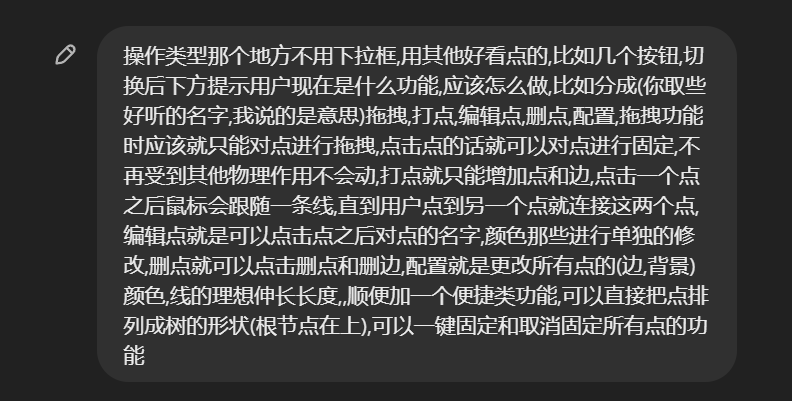 操作类型那个地方不用下拉框,用其他好看点的,比如几个按钮,切
换后下方提示用户现在是什么功能,应该怎么做,比如分成(你取些
好听的名字,我说的是意思)拖拽,打点,编辑点,删点,配置,拖拽功能
时应该就只能对点进行拖拽,点击点的话就可以对点进行固定,不
再受到其他物理作用不会动,打点就只能增加点和边,点击一个点
之后鼠标会跟随一条线,直到用户点到另一个点就连接这两个点,
编辑点就是可以点击点之后对点的名字,颜色那些进行单独的修
改,删点就可以点击删点和删边,配置就是更改所有点的(边,背景)
颜色,线的理想伸长长度,,顺便加一个便捷类功能,可以直接把点排
列成树的形状(根节点在上),可以一键固定和取消固定所有点的功
能